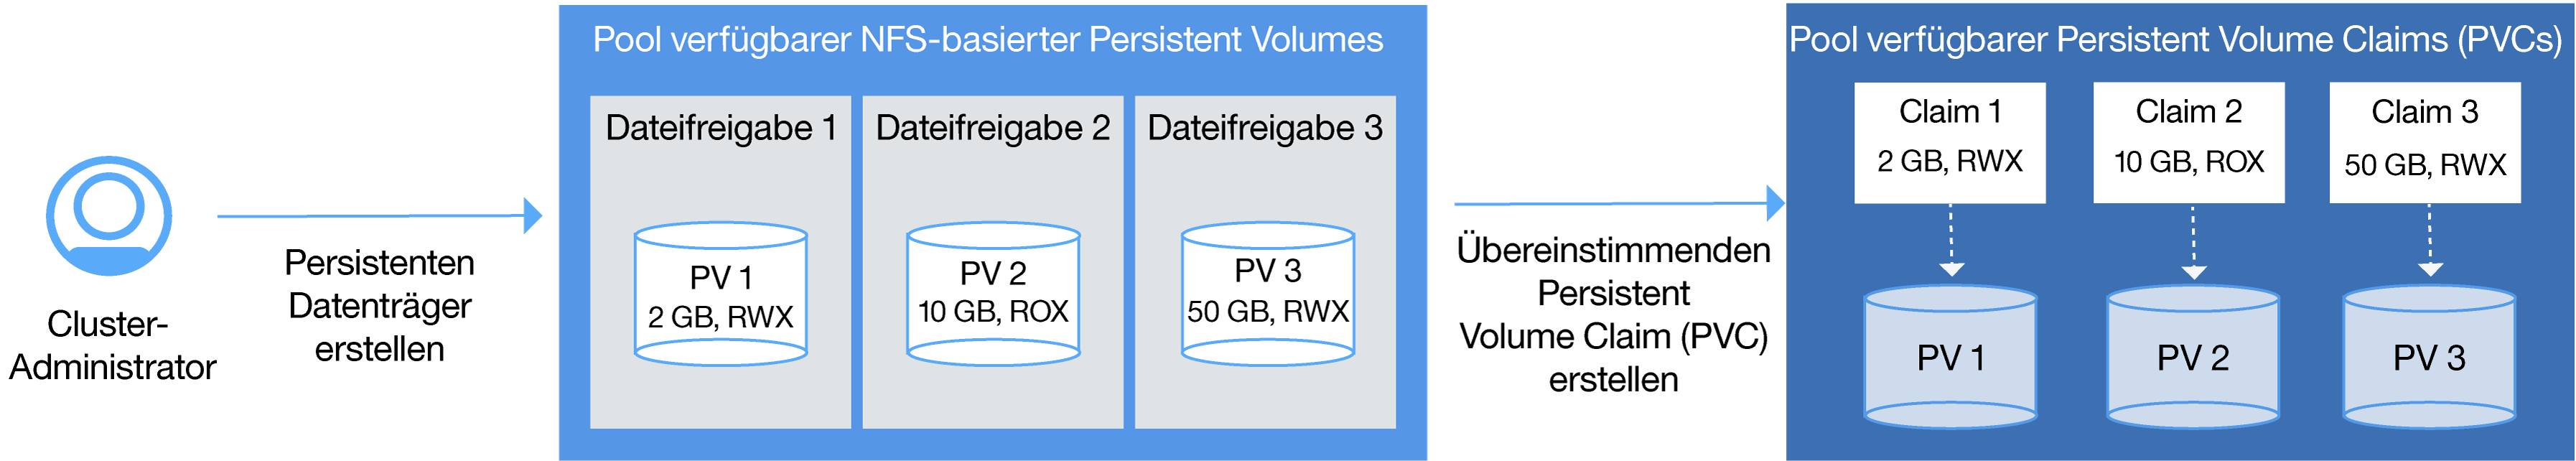 Cluster-
Administrator
Persistenten
Datenträger
erstellen
Pool verfügbarer NFS-basierter Persistent Volumes
Dateifreigabe 1
PV 1
2 GB, RWX
Dateifreigabe 2
PV 2
10 GB, ROX
Dateifreigabe 3
PV 3
50 GB, RWX
Übereinstimmenden
Persistent
Volume Claim (PVC)
erstellen
Pool verfügbarer Persistent Volume Claims (PVCs)
Claim 1
2 GB, RWX
PV 1
Claim 2
10 GB, ROX
PV 2
Claim 3
50 GB, RWX
PV 3